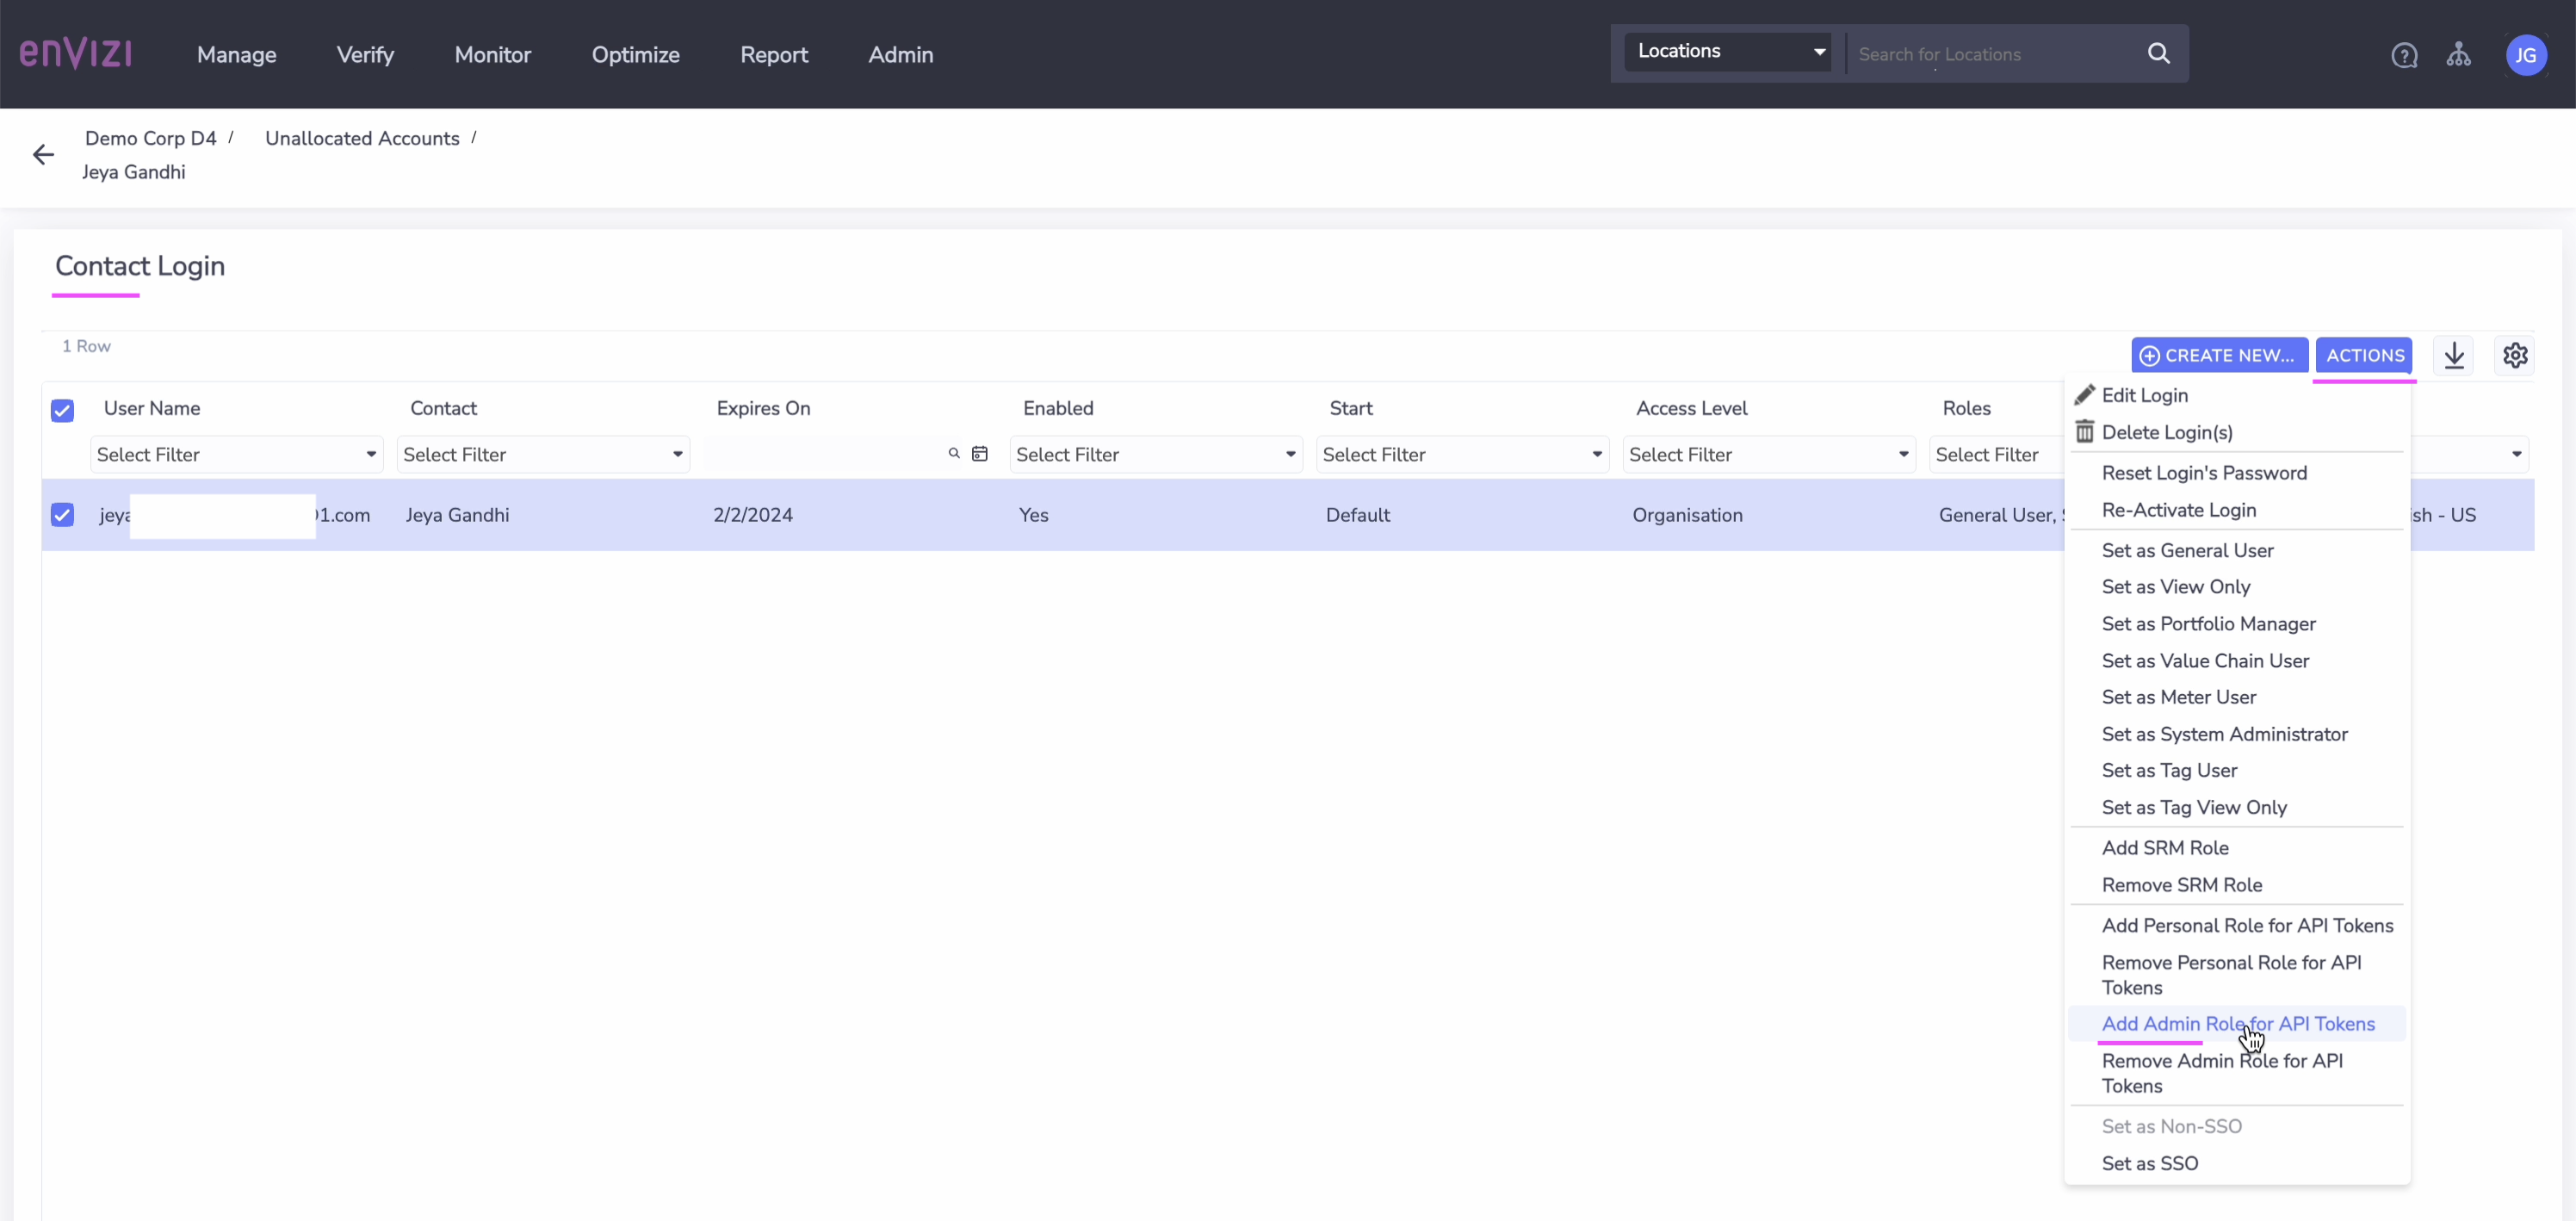 enVIZI
Manage Verify Monitor Optimize Report Admin
Locations Search for Locations
JG
Demo Corp D4 / Unallocated Accounts /
Jeya Gandhi
Contact Login
1 Row
CREATE NEW... ACTIONS
User Name Contact Expires On Enabled Start Access Level Roles
Select Filter Select Filter Select Filter Select Filter Select Filter Select Filter
1.com Jeya Gandhi 2/2/2024 Yes Default Organisation General User, - US
Edit Login
Delete Login(s)
Reset Login's Password
Re-Activate Login
Set as General User
Set as View Only
Set as Portfolio Manager
Set as Value Chain User
Set as Meter User
Set as System Administrator
Set as Tag User
Set as Tag View Only
Add SRM Role
Remove SRM Role
Add Personal Role for API Tokens
Remove Personal Role for API
Tokens
Add Admin Role for API Tokens
Remove Admin Role for API
Tokens
Set as Non-SSO
Set as SSO